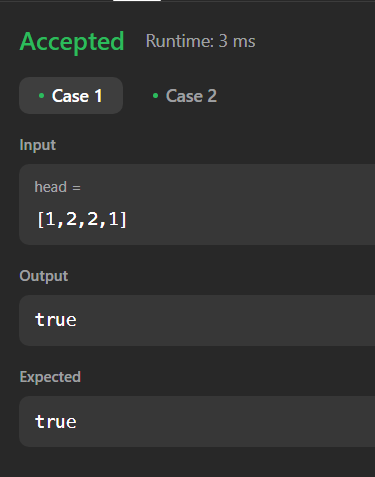 Accepted Runtime: 3 ms
• Case 1 • Case 2
Input
head =
[1,2,2,1]
Output
true
Expected
true